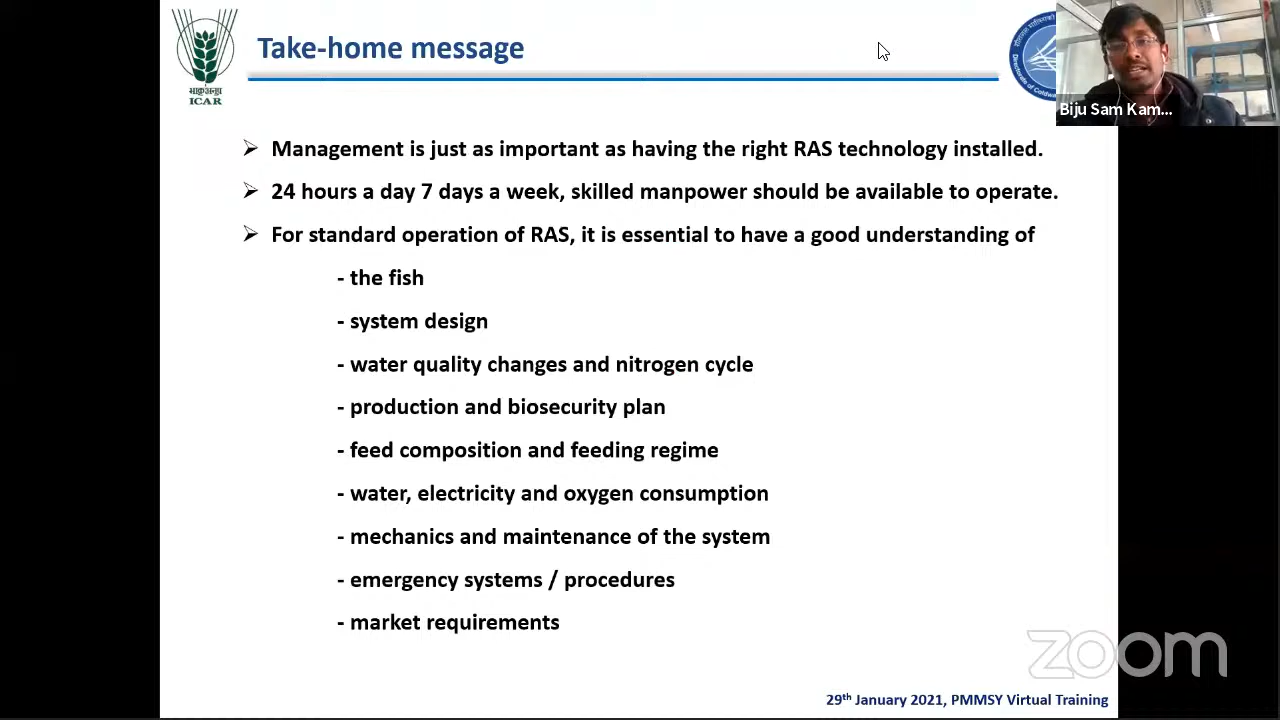 Take-home message
भाकृअनुप
ICAR
Directorate of Coldwa
Biju Sam Kam...
➢ Management is just as important as having the right RAS technology installed.
➢ 24 hours a day 7 days a week, skilled manpower should be available to operate.
➢ For standard operation of RAS, it is essential to have a good understanding of
- the fish
- system design
- water quality changes and nitrogen cycle
- production and biosecurity plan
- feed composition and feeding regime
- water, electricity and oxygen consumption
- mechanics and maintenance of the system
- emergency systems / procedures
- market requirements
zoom
29th January 2021, PMMSY Virtual Training